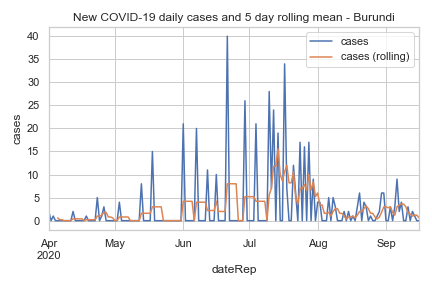 New COVID-19 daily cases and 5 day rolling mean - Burundi
cases
cases (rolling)
cases
40
35
30
25
20
15
10
5
0
Apr May Jun Jul Aug Sep
2020
dateRep